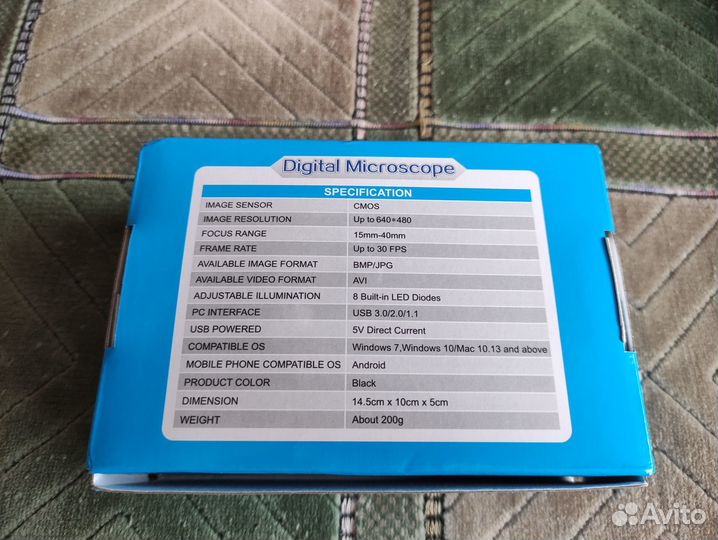 Digital Microscope
SPECIFICATION
IMAGE SENSOR CMOS
IMAGE RESOLUTION Up to 640*480
FOCUS RANGE 15mm-40mm
FRAME RATE Up to 30 FPS
AVAILABLE IMAGE FORMAT BMP/JPG
AVAILABLE VIDEO FORMAT AVI
ADJUSTABLE ILLUMINATION 8 Built-in LED Diodes
PC INTERFACE USB 3.0/2.0/1.1
USB POWERED 5V Direct Current
COMPATIBLE OS Windows 7,Windows 10/Mac 10.13 and above
MOBILE PHONE COMPATIBLE OS Android
PRODUCT COLOR Black
DIMENSION 14.5cm x 10cm x 5cm
WEIGHT About 200g
Avito